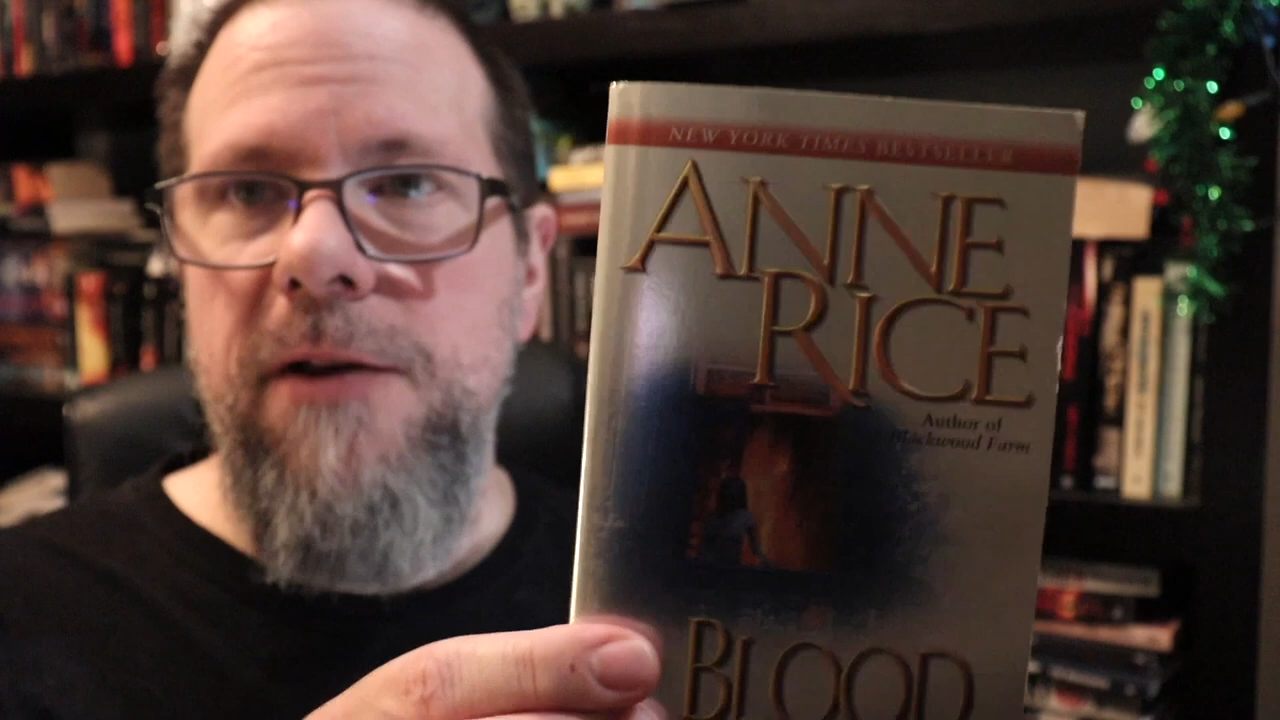 NEW YORK TIMES BESTSELLER
ANNE
RICE
Author of
Blackwood Farm
BLOOD